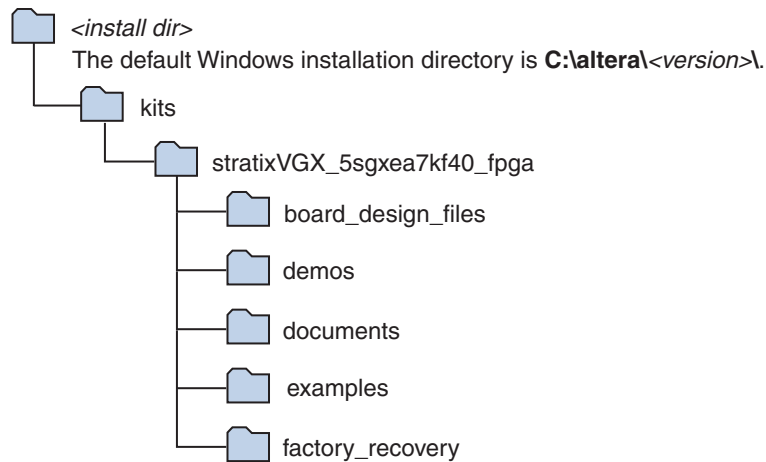 <install dir>
The default Windows installation directory is C:\altera\<version>\.
kits
stratixVGX_5sgxea7kf40_fpga
board_design_files
demos
documents
examples
factory_recovery